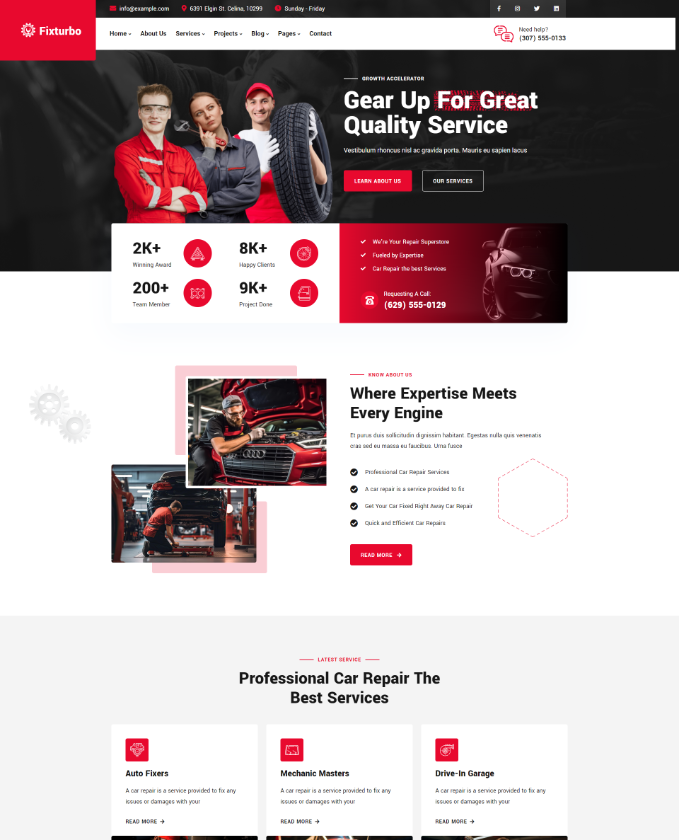 Fixturbo
info@example.com
6391 Elgin St. Celina, 10299
Sunday - Friday
Home
About Us
Services
Projects
Blog
Pages
Contact
Need help?
(307) 555-0133
GROWTH ACCELERATOR
Gear Up For Great
Quality Service
Vestibulum rhoncus nisl ac gravida porta. Mauris eu sapien lacus
LEARN ABOUT US
OUR SERVICES
2K+
Winning Award
8K+
Happy Clients
200+
Team Member
9K+
Project Done
We're Your Repair Superstore
Fueled by Expertise
Car Repair the best Services
Requesting A Call:
(629) 555-0129
KNOW ABOUT US
Where Expertise Meets
Every Engine
Et purus duis sollicitudin dignissim habitant. Egestas nulla quis venenatis
cras sed eu massa eu faucibus. Urna fusce
Professional Car Repair Services
A car repair is a service provided to fix
Get Your Car Fixed Right Away Car Repair
Quick and Efficient Car Repairs
READ MORE
LATEST SERVICE
Professional Car Repair The
Best Services
Auto Fixers
A car repair is a service provided to fix any
issues or damages with your
READ MORE
Mechanic Masters
A car repair is a service provided to fix any
issues or damages with your
READ MORE
Drive-In Garage
A car repair is a service provided to fix any
issues or damages with your
READ MORE